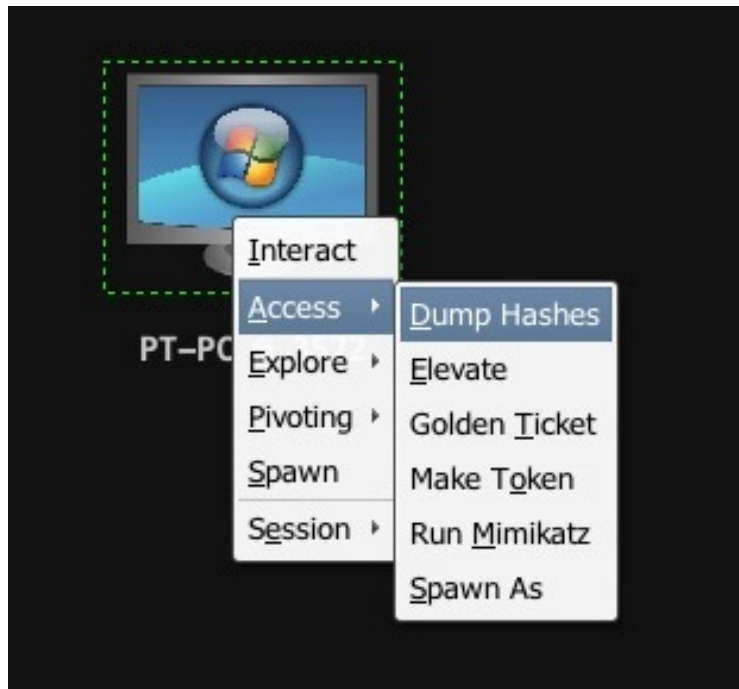 Interact
Access
Explore
Pivoting
Spawn
Session
Dump Hashes
Elevate
Golden Ticket
Make Token
Run Mimikatz
Spawn As